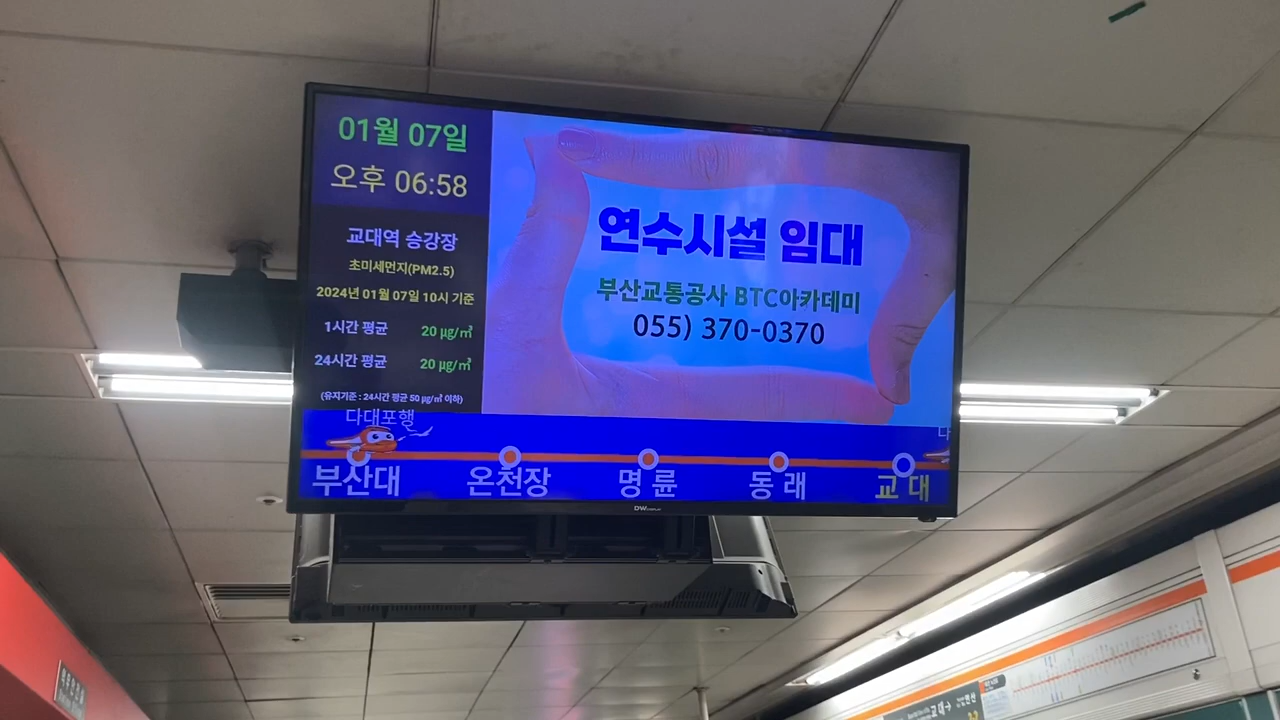 01월 07일
오후 06:58
교대역 승강장
초미세먼지(PM2.5)
2024년 01월 07일 10시 기준
1시간 평균 20 ㎍/㎥
24시간 평균 20 ㎍/㎥
(유지기준 : 24시간 평균 50 ㎍/㎥ 이하)
연수시설 임대
부산교통공사 BTC아카데미
055) 370-0370
다대포행
다
부산대 온천장 명륜 동래 교대
DW
교대